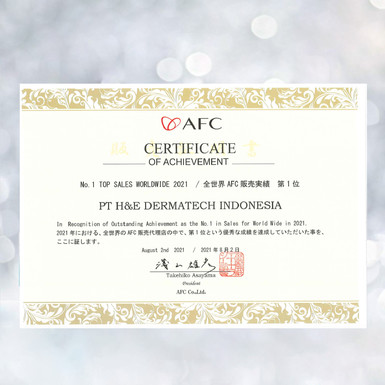 AFC
CERTIFICATE
OF ACHIEVEMENT
No.1 TOP SALES WORLDWIDE 2021 / 全世界 AFC 販売実績 第1位
PT H&E DERMATECH INDONESIA
In Recognition of Outstanding Achievement as the No.1 in Sales for World Wide in 2021.
2021 年における、全世界の AFC 販売代理店の中で、第1位という優秀な成績を達成していただいた事を、
ここに証します。
August 2nd 2021 / 2021 年 8 月 2 日
Takehiko Asayama
President
AFC Co.,Ltd.